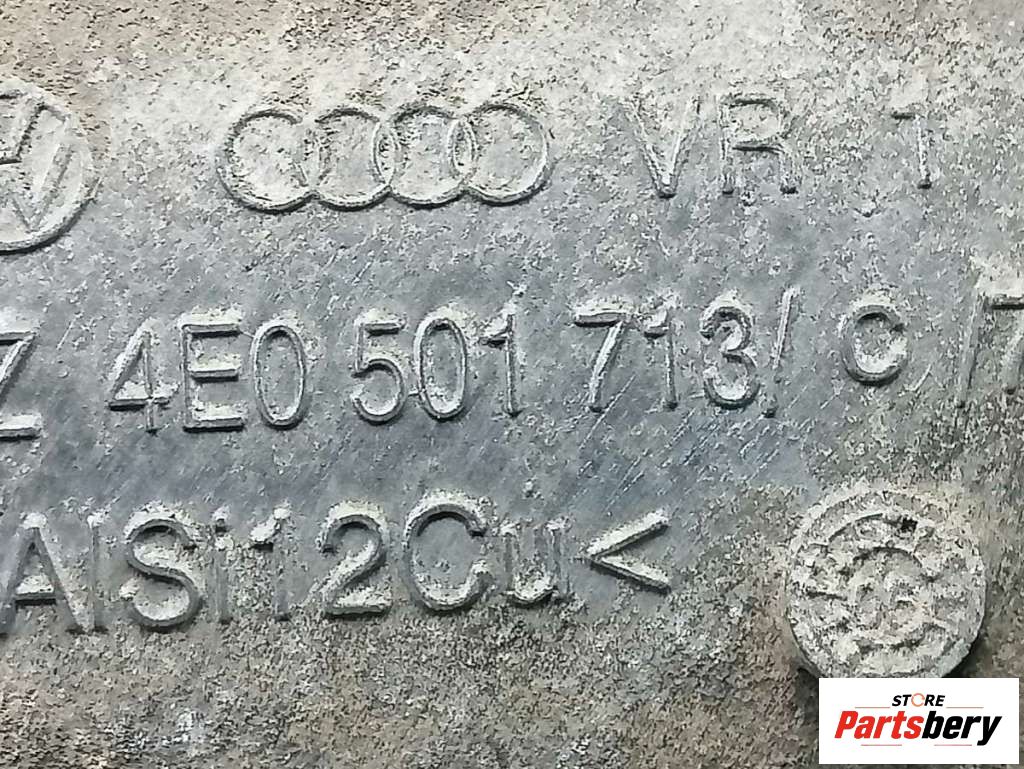 VR 1
Z 4E0 501 713/ C
AlSi12Cu<
STORE
Partsbery